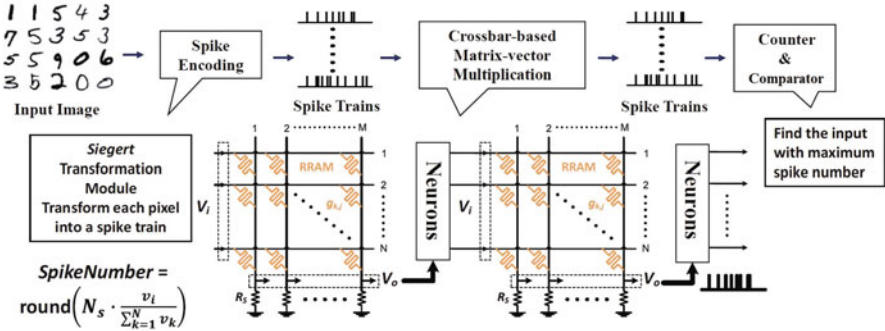 1 1 5 4 3
7 5 3 5 3
5 5 9 0 6
3 5 2 0 0
Input Image
Spike
Encoding
Spike Trains
Crossbar-based
Matrix-vector
Multiplication
Spike Trains
Counter
&
Comparator
Siegert
Transformation
Module
Transform each pixel
into a spike train
SpikeNumber =
round(N_s · v_i / ∑_{k=1}^{N} v_k)
1 2 M
RRAM
1
2
N
V_i
g_{k,j}
V_o
R_S
Neurons
1 2 M
RRAM
1
2
N
V_i
g_{k,j}
V_o
R_S
Neurons
Find the input
with maximum
spike number